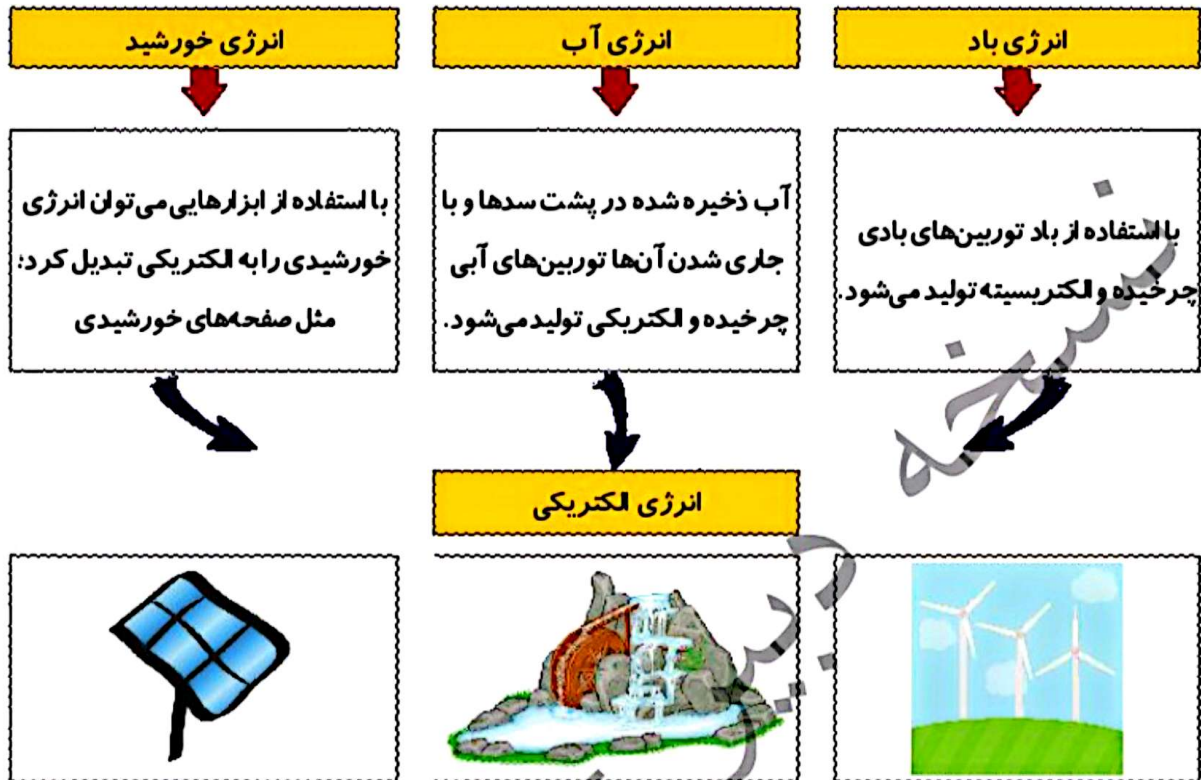 انرژی باد
انرژی آب
انرژی خورشید
با استفاده از باد توربین‌های بادی
چرخیده و الکتریسیته تولید می‌شود.
آب ذخیره شده در پشت سدها و با
جاری شدن آن‌ها توربین‌های آبی
چرخیده و الکتریکی تولید می‌شود.
با استفاده از ابزارهایی می‌توان انرژی
خورشیدی را به الکتریکی تبدیل کرد؛
مثل صفحه‌های خورشیدی
انرژی الکتریکی
نسخه